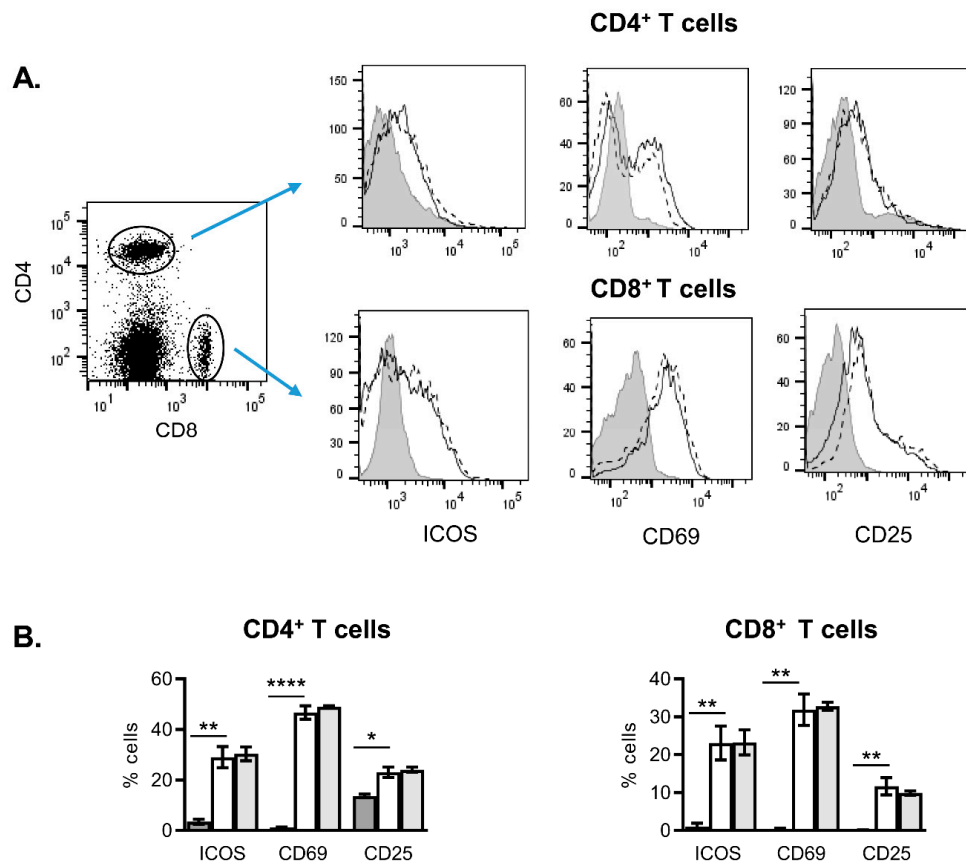 CD4⁺ T cells
A.
150
100
50
0
10³ 10⁴ 10⁵
60
40
20
0
10² 10⁴
120
90
60
30
0
10² 10⁴
CD4
10⁵
10⁴
10³
10²
10¹ 10³ 10⁵
CD8
CD8⁺ T cells
120
90
60
30
0
10³ 10⁴ 10⁵
ICOS
60
40
20
0
10² 10⁴
CD69
60
40
20
0
10² 10⁴
CD25
B.
CD4⁺ T cells
% cells
60
40
20
0
** **** *
ICOS CD69 CD25
CD8⁺ T cells
% cells
40
30
20
10
0
** ** **
ICOS CD69 CD25